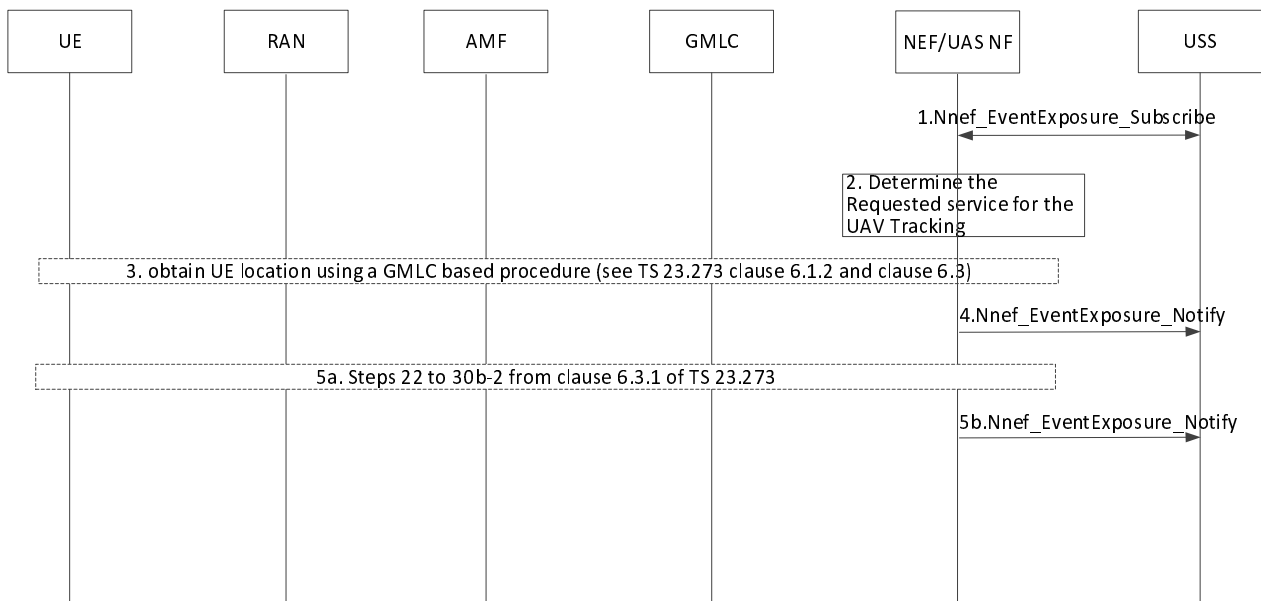 UE
RAN
AMF
GMLC
NEF/UAS NF
USS
1.Nnef_EventExposure_Subscribe
2. Determine the
Requested service for the
UAV Tracking
3. obtain UE location using a GMLC based procedure (see TS 23.273 clause 6.1.2 and clause 6.3)
4.Nnef_EventExposure_Notify
5a. Steps 22 to 30b-2 from clause 6.3.1 of TS 23.273
5b.Nnef_EventExposure_Notify